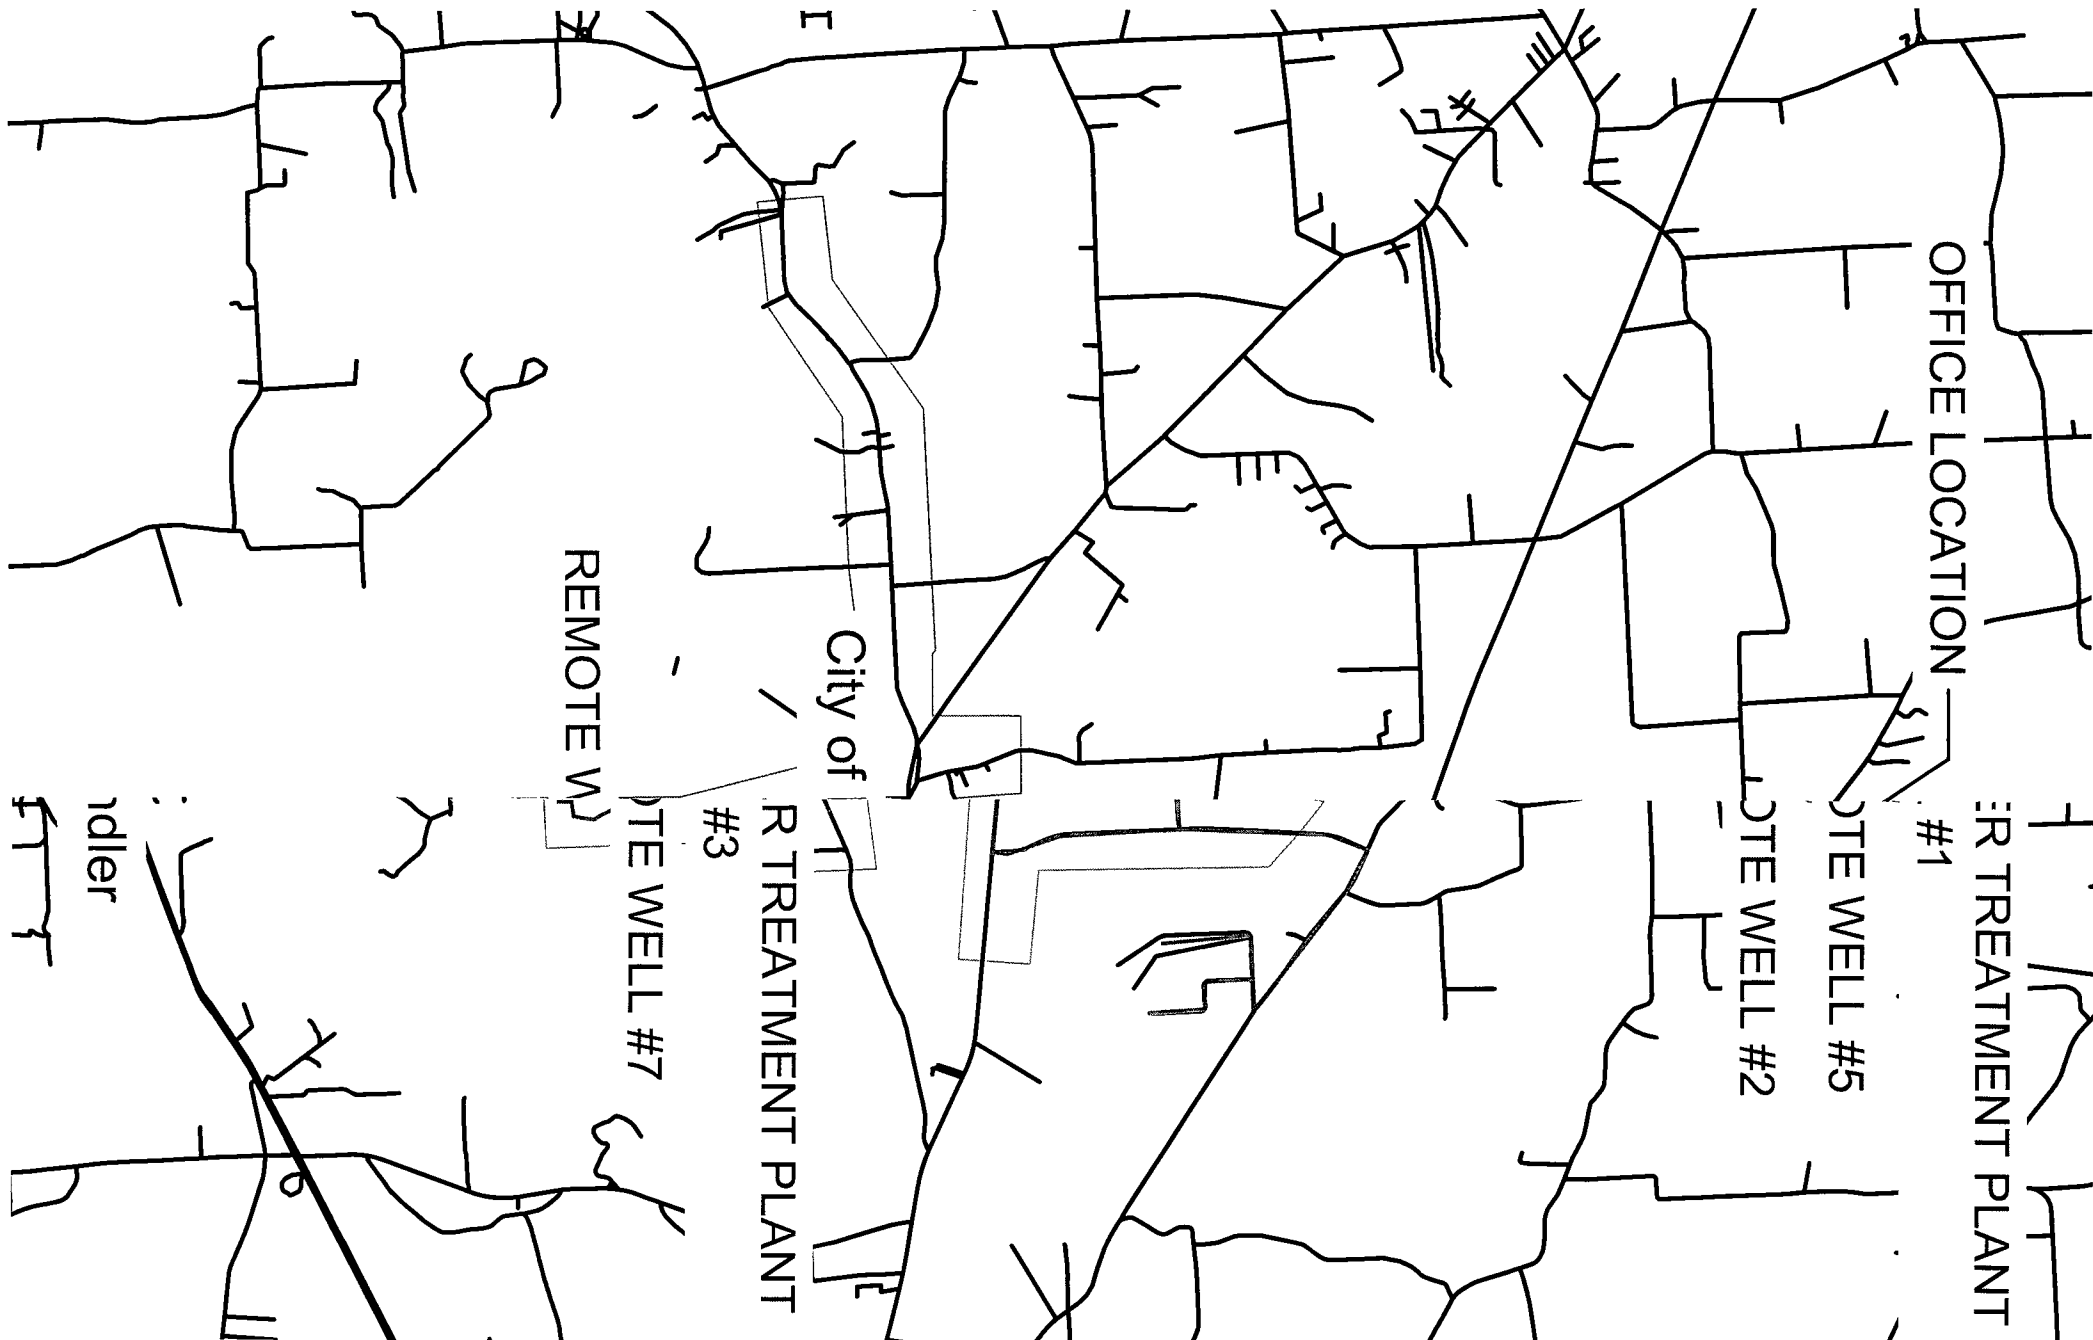 OFFICE LOCATION
#1
ER TREATMENT PLANT
OTE WELL #5
OTE WELL #2
City of
R TREATMENT PLANT
#3
REMOTE W
OTE WELL #7
ndler